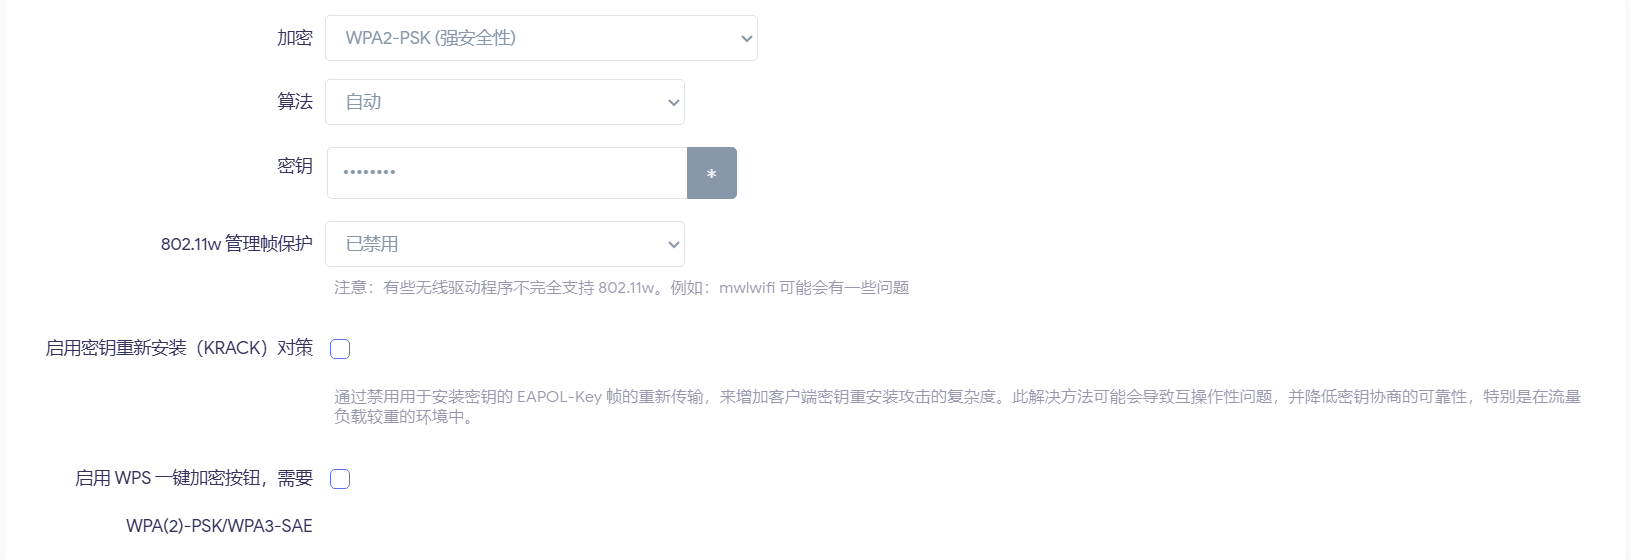 加密 WPA2-PSK (强安全性)
算法 自动
密钥 •••••••• *
802.11w 管理帧保护 已禁用
注意：有些无线驱动程序不完全支持 802.11w。例如：mwlwifi 可能会有一些问题
启用密钥重新安装（KRACK）对策
通过禁用用于安装密钥的 EAPOL-Key 帧的重新传输，来增加客户端密钥重安装攻击的复杂度。此解决方法可能会导致互操作性问题，并降低密钥协商的可靠性，特别是在流量
负载较重的环境中。
启用 WPS 一键加密按钮，需要
WPA(2)-PSK/WPA3-SAE